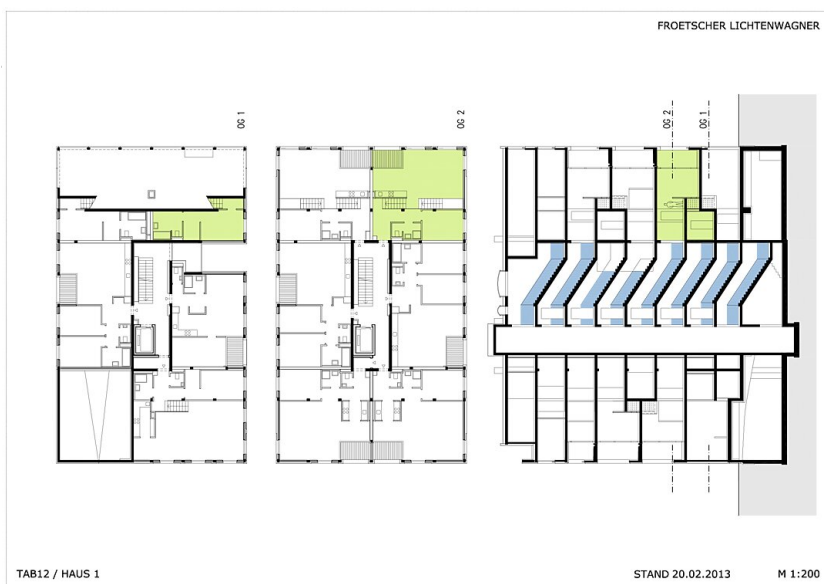 FROETSCHER LICHTENWAGNER
OG 1
OG 2
OG 2
OG 1
TAB12 / HAUS 1
STAND 20.02.2013
M 1:200